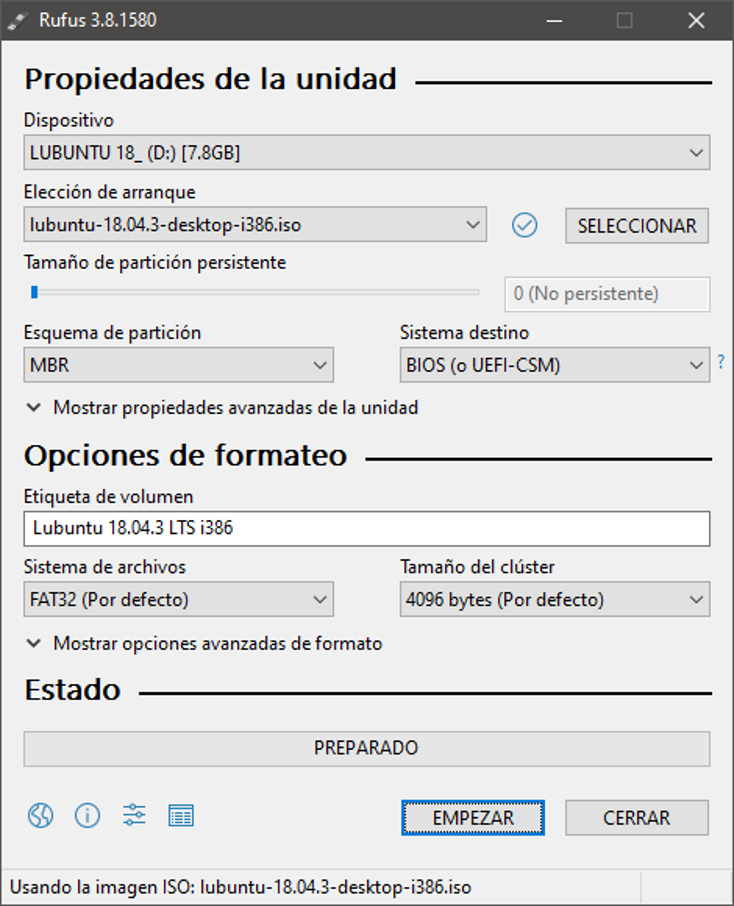 Rufus 3.8.1580
Propiedades de la unidad
Dispositivo
LUBUNTU 18_ (D:) [7.8GB]
Elección de arranque
lubuntu-18.04.3-desktop-i386.iso
SELECCIONAR
Tamaño de partición persistente
0 (No persistente)
Esquema de partición
Sistema destino
MBR
BIOS (o UEFI-CSM)
?
Mostrar propiedades avanzadas de la unidad
Opciones de formateo
Etiqueta de volumen
Lubuntu 18.04.3 LTS i386
Sistema de archivos
Tamaño del clúster
FAT32 (Por defecto)
4096 bytes (Por defecto)
Mostrar opciones avanzadas de formato
Estado
PREPARADO
EMPEZAR
CERRAR
Usando la imagen ISO: lubuntu-18.04.3-desktop-i386.iso